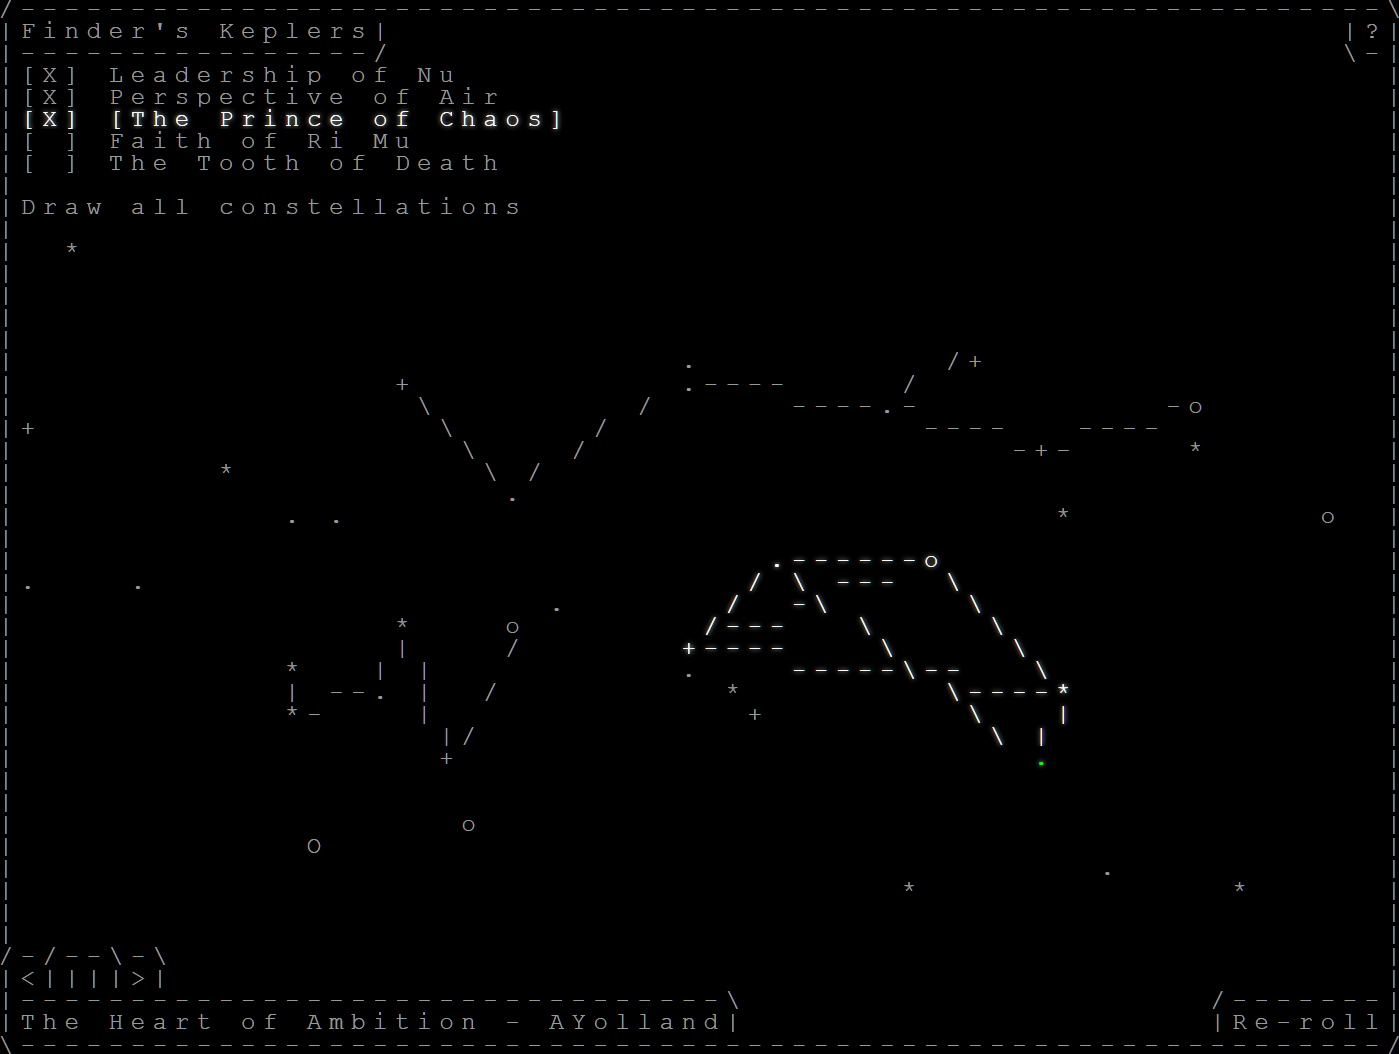 Finder's Keplers
?
[X] Leadership of Nu
[X] Perspective of Air
[X] [The Prince of Chaos]
[ ] Faith of Ri Mu
[ ] The Tooth of Death
Draw all constellations
<||||>
The Heart of Ambition - AYolland
Re-roll